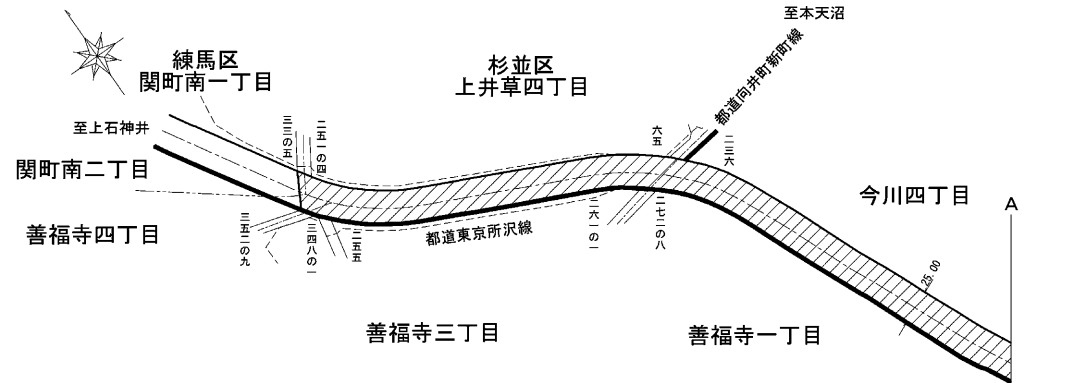 至本天沼
都道向井町新町線
練馬区
関町南一丁目
杉並区
上井草四丁目
至上石神井
三三の五
二五一の四
六五
二三六
関町南二丁目
今川四丁目
A
善福寺四丁目
三五二の九
三四八の一
二五五
都道東京所沢線
二六一の一
二七二の八
25.00
善福寺三丁目
善福寺一丁目